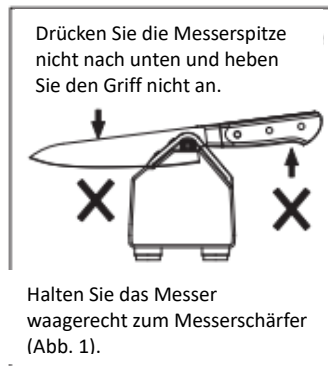 Drücken Sie die Messerspitze
nicht nach unten und heben
Sie den Griff nicht an.
Halten Sie das Messer
waagerecht zum Messerschärfer
(Abb. 1).